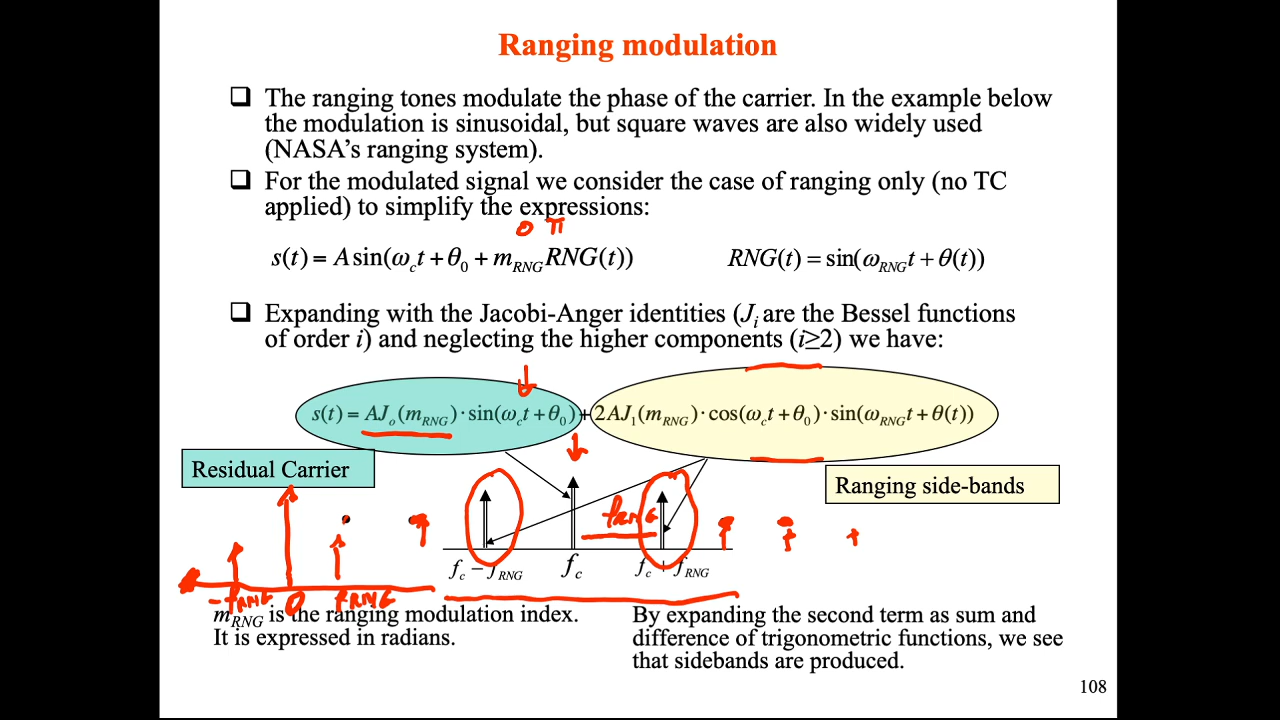 Ranging modulation
❑ The ranging tones modulate the phase of the carrier. In the example below
the modulation is sinusoidal, but square waves are also widely used
(NASA's ranging system).
❑ For the modulated signal we consider the case of ranging only (no TC
applied) to simplify the expressions:
0 π
s(t) = A sin(ω_c t + θ_0 + m_RNG RNG(t)) RNG(t) = sin(ω_RNG t + θ(t))
❑ Expanding with the Jacobi-Anger identities (J_i are the Bessel functions
of order i) and neglecting the higher components (i≥2) we have:
s(t) = AJ_o(m_RNG) · sin(ω_c t + θ_0) + 2AJ_1(m_RNG) · cos(ω_c t + θ_0) · sin(ω_RNG t + θ(t))
Residual Carrier
Ranging side-bands
fRNG
f_c − f_RNG f_c f_c + f_RNG
-fRNG 0 fRNG
m_RNG is the ranging modulation index.
It is expressed in radians.
By expanding the second term as sum and
difference of trigonometric functions, we see
that sidebands are produced.
108